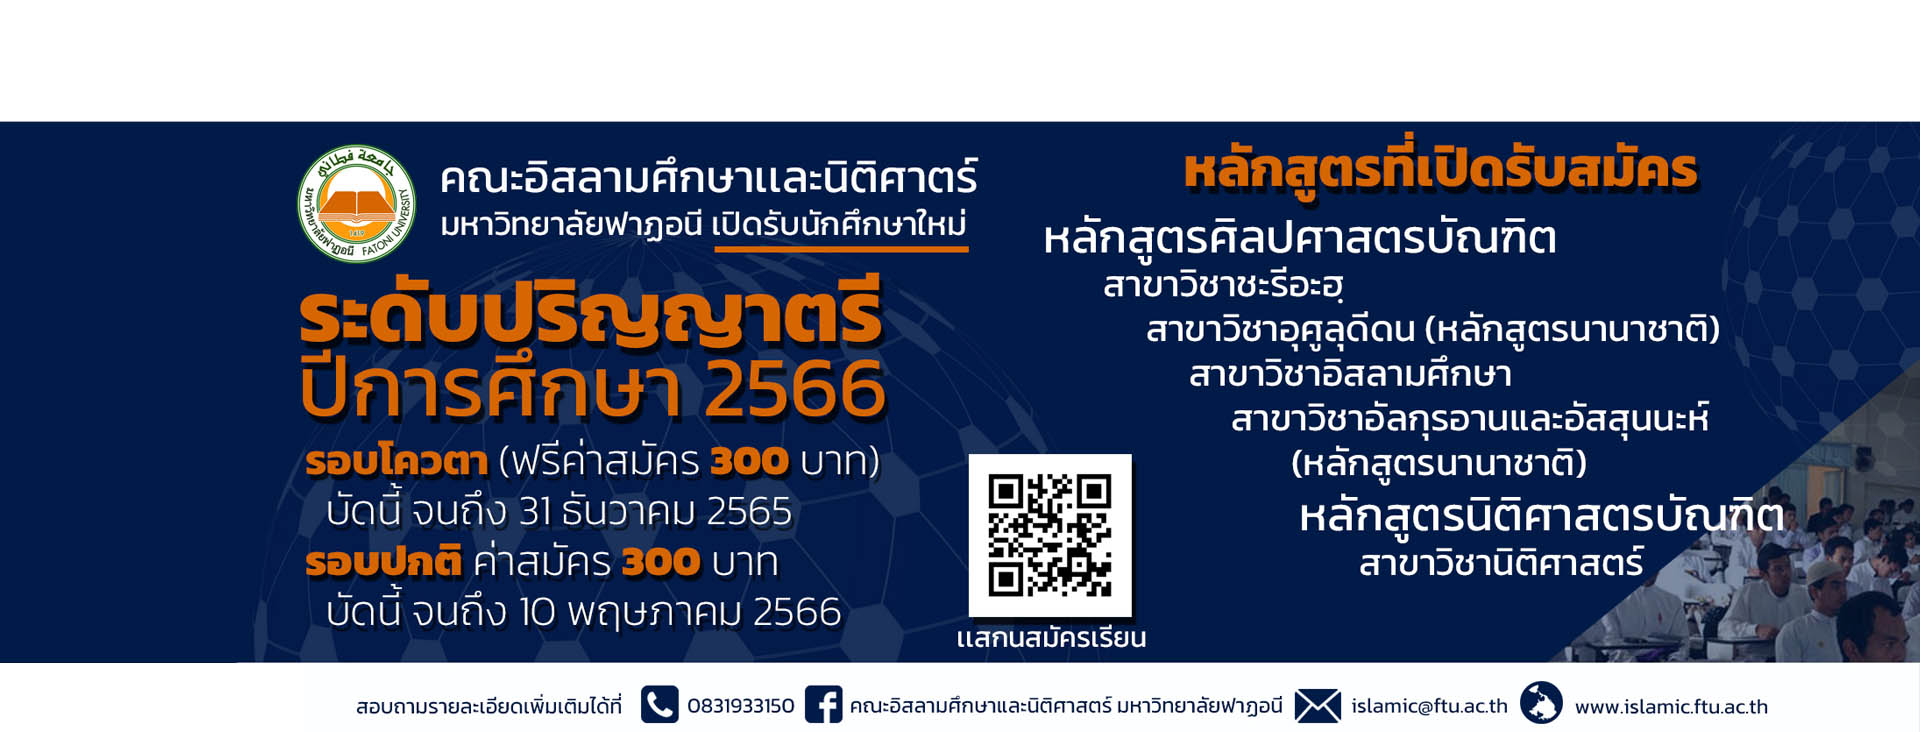 جامعة فطاني
มหาวิทยาลัยฟาฏอนี FATONI UNIVERSITY
คณะอิสลามศึกษาและนิติศาตร์
มหาวิทยาลัยฟาฏอนี เปิดรับนักศึกษาใหม่
ระดับปริญญาตรี
ปีการศึกษา 2566
รอบโควตา (ฟรีค่าสมัคร 300 บาท)
บัดนี้ จนถึง 31 ธันวาคม 2565
รอบปกติ ค่าสมัคร 300 บาท
บัดนี้ จนถึง 10 พฤษภาคม 2566
แสกนสมัครเรียน
หลักสูตรที่เปิดรับสมัคร
หลักสูตรศิลปศาสตรบัณฑิต
สาขาวิชาชะรีอะฮฺ
สาขาวิชาอุศูลุดีดน (หลักสูตรนานาชาติ)
สาขาวิชาอิสลามศึกษา
สาขาวิชาอัลกุรอานและอัสสุนนะห์
(หลักสูตรนานาชาติ)
หลักสูตรนิติศาสตรบัณฑิต
สาขาวิชานิติศาสตร์
สอบถามรายละเอียดเพิ่มเติมได้ที่ 0831933150 คณะอิสลามศึกษาและนิติศาสตร์ มหาวิทยาลัยฟาฏอนี islamic@ftu.ac.th www.islamic.ftu.ac.th